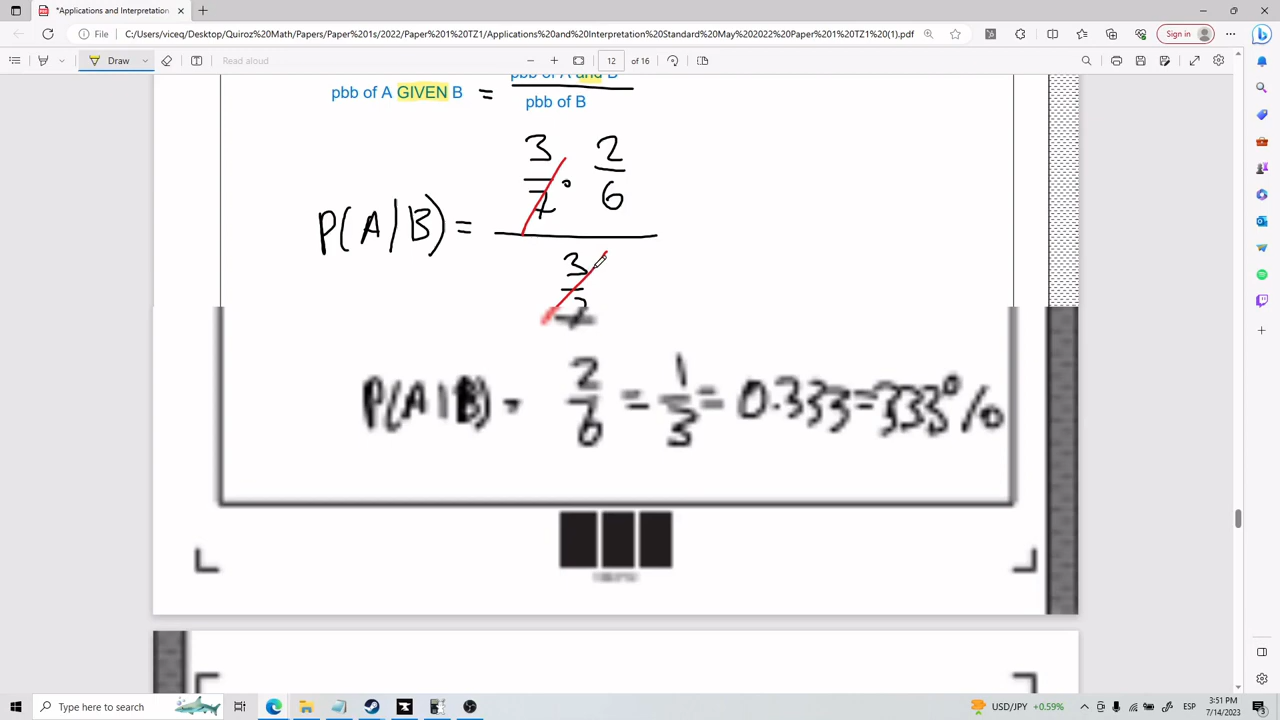 *Applications and Interpretation
File
C:/Users/viceq/Desktop/Quiroz%20Math/Papers/Paper%201s/2022/Paper%201%20TZ1/Applications%20and%20Interpretation%20Standard%20May%202022%20Paper%201%20TZ1%20(1).pdf
Sign in
Draw
Read aloud
12 of 16
pbb of A and B
pbb of A GIVEN B = pbb of B
3/7 · 2/6
P(A|B) =
3/7
P(A|B) = 2/6 = 1/3 = 0.333 = 33.3%
Type here to search
USD/JPY +0.59%
ESP
3:51 PM
7/14/2023